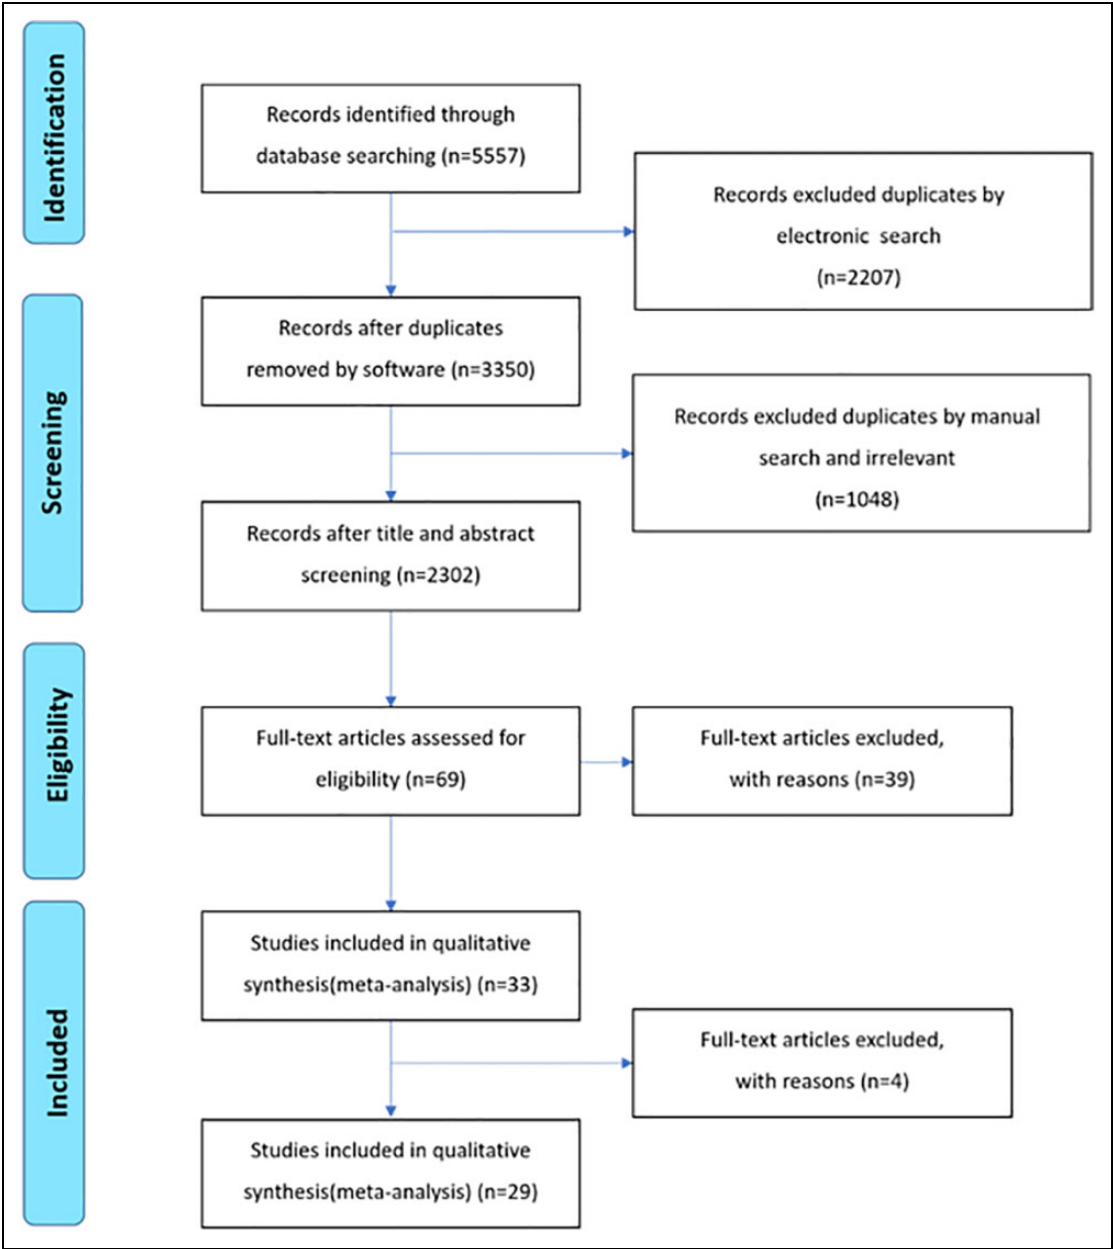 Identification
Records identified through
database searching (n=5557)
Records excluded duplicates by
electronic search
(n=2207)
Screening
Records after duplicates
removed by software (n=3350)
Records excluded duplicates by manual
search and irrelevant
(n=1048)
Records after title and abstract
screening (n=2302)
Eligibility
Full-text articles assessed for
eligibility (n=69)
Full-text articles excluded,
with reasons (n=39)
Included
Studies included in qualitative
synthesis(meta-analysis) (n=33)
Full-text articles excluded,
with reasons (n=4)
Studies included in qualitative
synthesis(meta-analysis) (n=29)